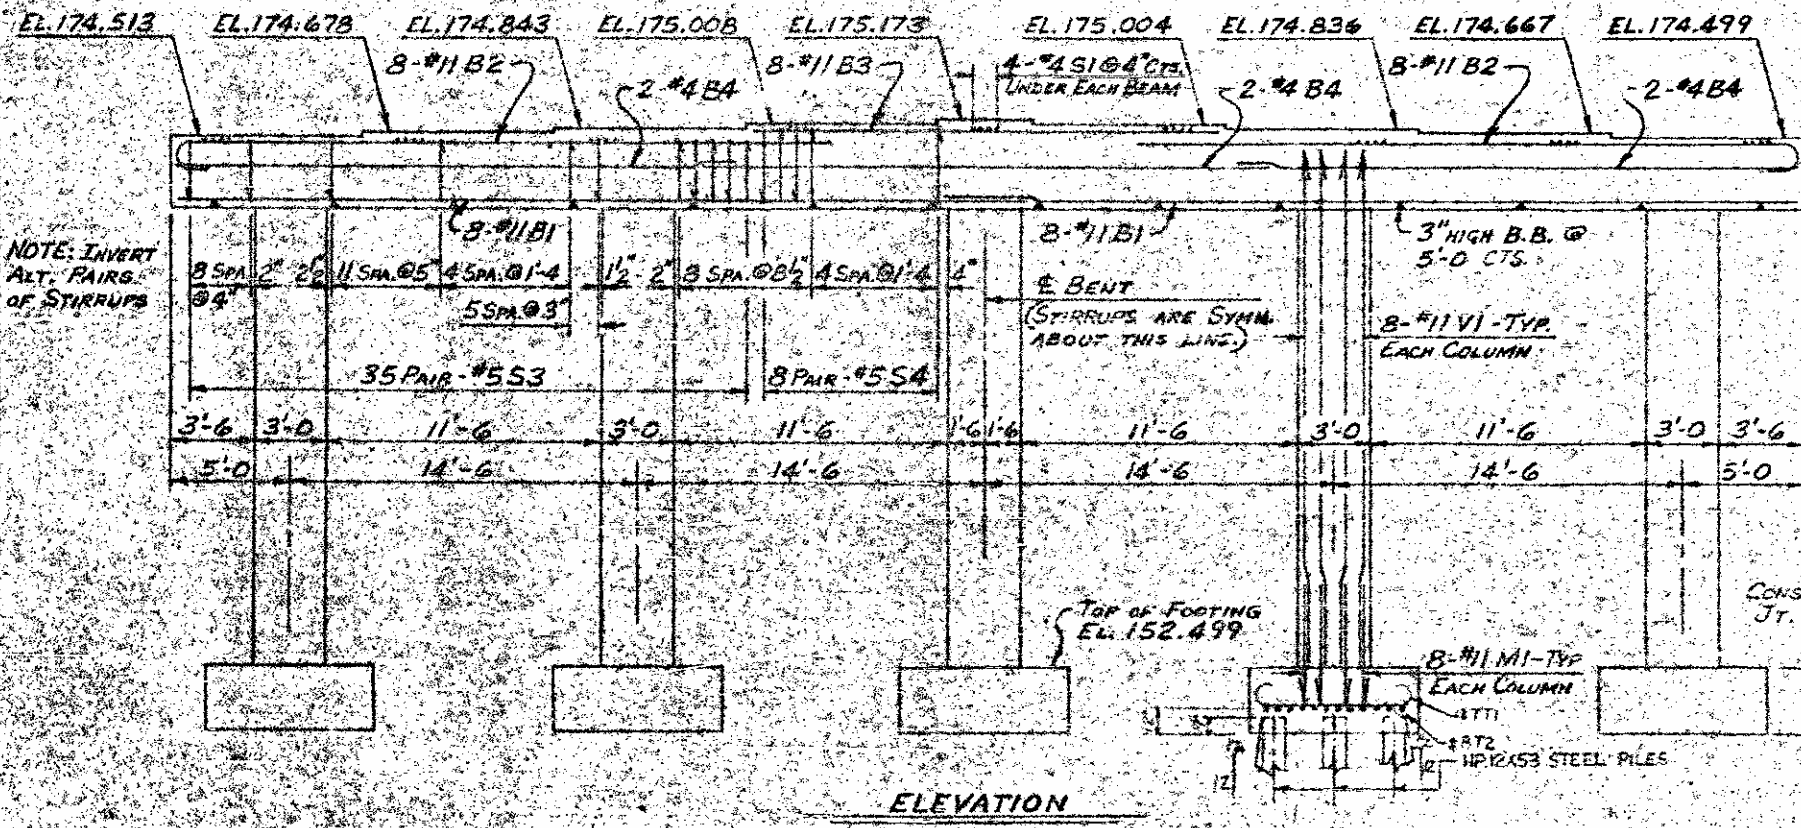 EL.174.513 EL.174.678 EL.174.843 EL.175.008 EL.175.173 EL.175.004 EL.174.836 EL.174.667 EL.174.499
8-#11 B2
2-#4 B4
8-#11 B3
4-#4 S1@4" CTS.
UNDER EACH BEAM
2-#4 B4
8-#11 B2
2-#4 B4
8-#11 B1
8-#11 B1
3" HIGH B.B. @
5'-0 CTS.
NOTE: INVERT
ALT. PAIRS
OF STIRRUPS
8 SPA. @4" 2" 2½" 11 SPA.@5" 4 SPA.@1'-4 1½" 2" 8 SPA.@8½" 4 SPA.@1'-4 4"
5 SPA.@3"
℄ BENT
(STIRRUPS ARE SYMM.
ABOUT THIS LINE.)
8-#11 V1-TYP.
EACH COLUMN
35 PAIR-#5 S3 8 PAIR-#5 S4
3'-6 3'-0 11'-6 3'-0 11'-6 1'-6 1'-6 11'-6 3'-0 11'-6 3'-0 3'-6
5'-0 14'-6 14'-6 14'-6 14'-6 5'-0
CONS
JT.
TOP OF FOOTING
EL. 152.499
8-#11 M1-TYP
EACH COLUMN
HP 12x53 STEEL PILES
12
ELEVATION